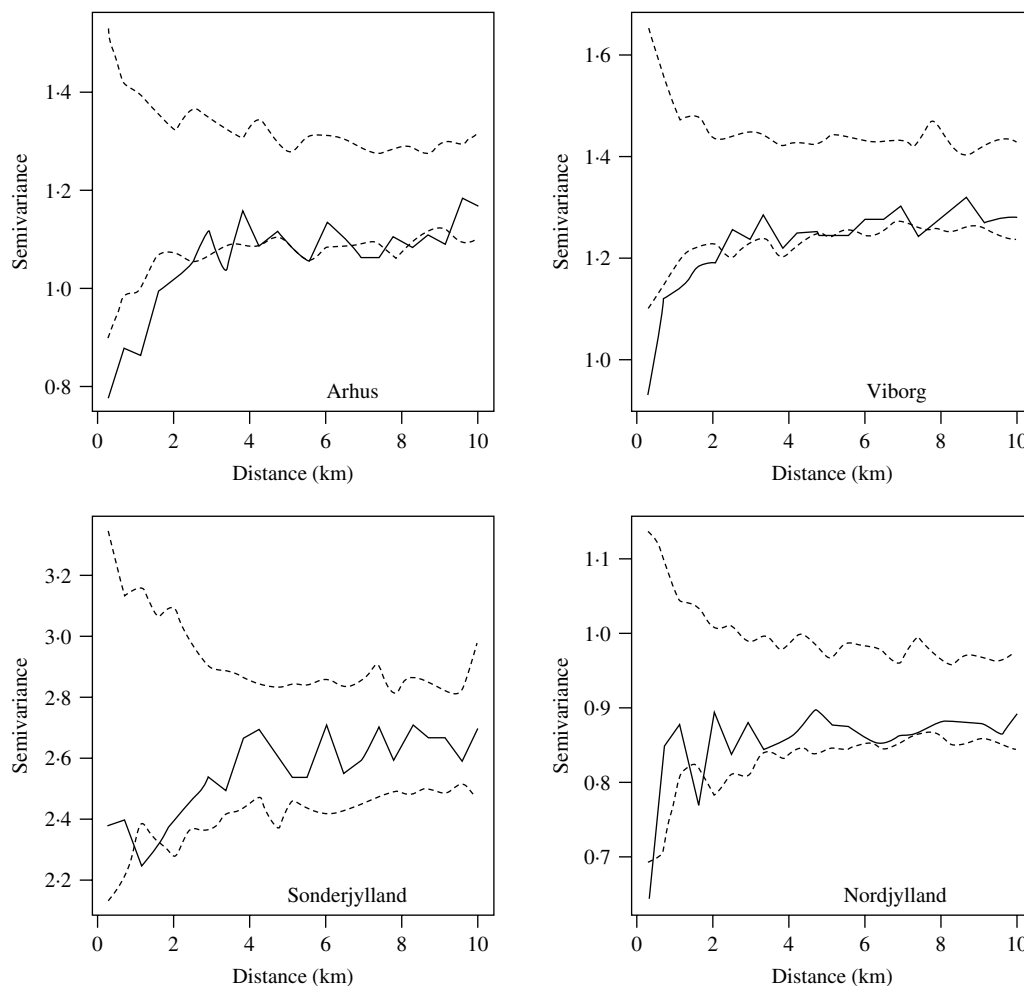 1·4
1·2
1·0
0·8
Semivariance
Arhus
0 2 4 6 8 10
Distance (km)
1·6
1·4
1·2
1·0
Semivariance
Viborg
0 2 4 6 8 10
Distance (km)
3·2
3·0
2·8
2·6
2·4
2·2
Semivariance
Sonderjylland
0 2 4 6 8 10
Distance (km)
1·1
1·0
0·9
0·8
0·7
Semivariance
Nordjylland
0 2 4 6 8 10
Distance (km)